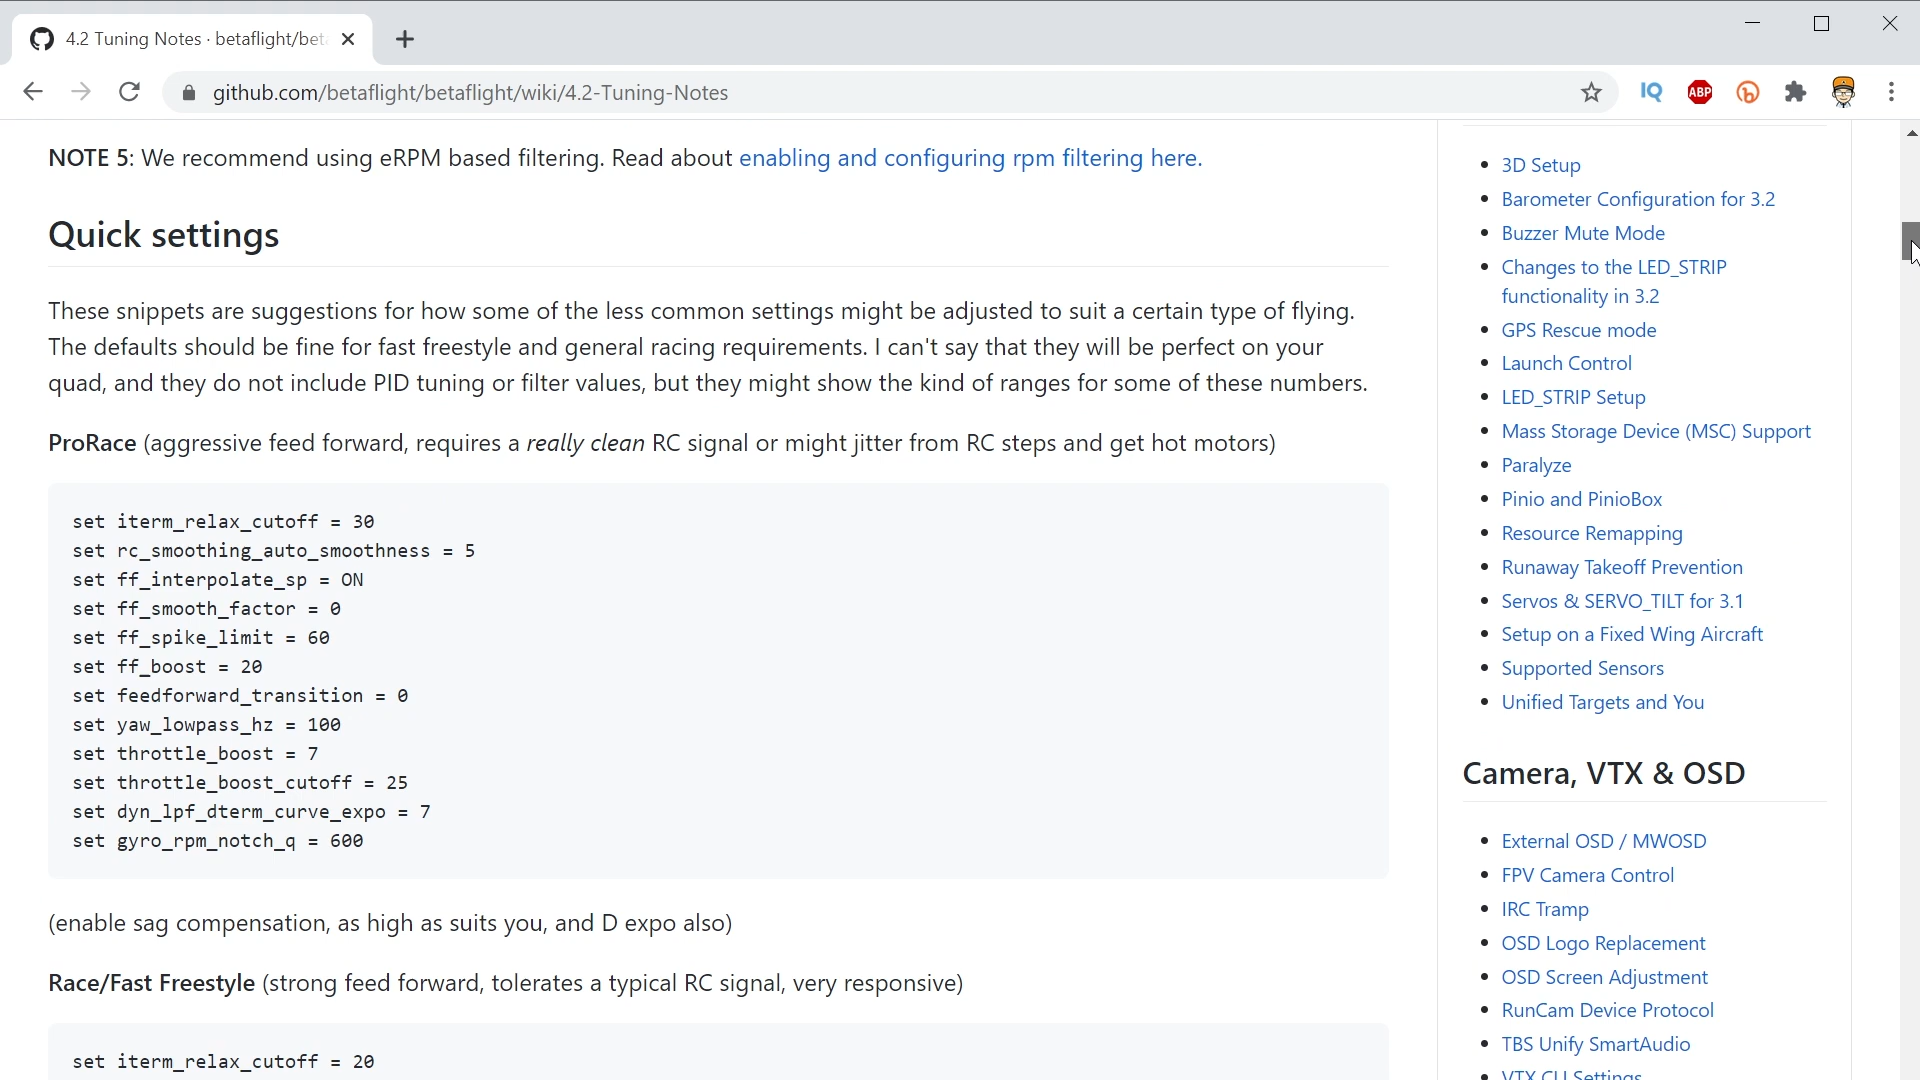 4.2 Tuning Notes · betaflight/bet
github.com/betaflight/betaflight/wiki/4.2-Tuning-Notes
IQ
ABP
NOTE 5: We recommend using eRPM based filtering. Read about enabling and configuring rpm filtering here.
Quick settings
These snippets are suggestions for how some of the less common settings might be adjusted to suit a certain type of flying.
The defaults should be fine for fast freestyle and general racing requirements. I can't say that they will be perfect on your
quad, and they do not include PID tuning or filter values, but they might show the kind of ranges for some of these numbers.
ProRace (aggressive feed forward, requires a really clean RC signal or might jitter from RC steps and get hot motors)
set iterm_relax_cutoff = 30
set rc_smoothing_auto_smoothness = 5
set ff_interpolate_sp = ON
set ff_smooth_factor = 0
set ff_spike_limit = 60
set ff_boost = 20
set feedforward_transition = 0
set yaw_lowpass_hz = 100
set throttle_boost = 7
set throttle_boost_cutoff = 25
set dyn_lpf_dterm_curve_expo = 7
set gyro_rpm_notch_q = 600
(enable sag compensation, as high as suits you, and D expo also)
Race/Fast Freestyle (strong feed forward, tolerates a typical RC signal, very responsive)
set iterm_relax_cutoff = 20
3D Setup
Barometer Configuration for 3.2
Buzzer Mute Mode
Changes to the LED_STRIP
functionality in 3.2
GPS Rescue mode
Launch Control
LED_STRIP Setup
Mass Storage Device (MSC) Support
Paralyze
Pinio and PinioBox
Resource Remapping
Runaway Takeoff Prevention
Servos & SERVO_TILT for 3.1
Setup on a Fixed Wing Aircraft
Supported Sensors
Unified Targets and You
Camera, VTX & OSD
External OSD / MWOSD
FPV Camera Control
IRC Tramp
OSD Logo Replacement
OSD Screen Adjustment
RunCam Device Protocol
TBS Unify SmartAudio
VTX CLI Settings